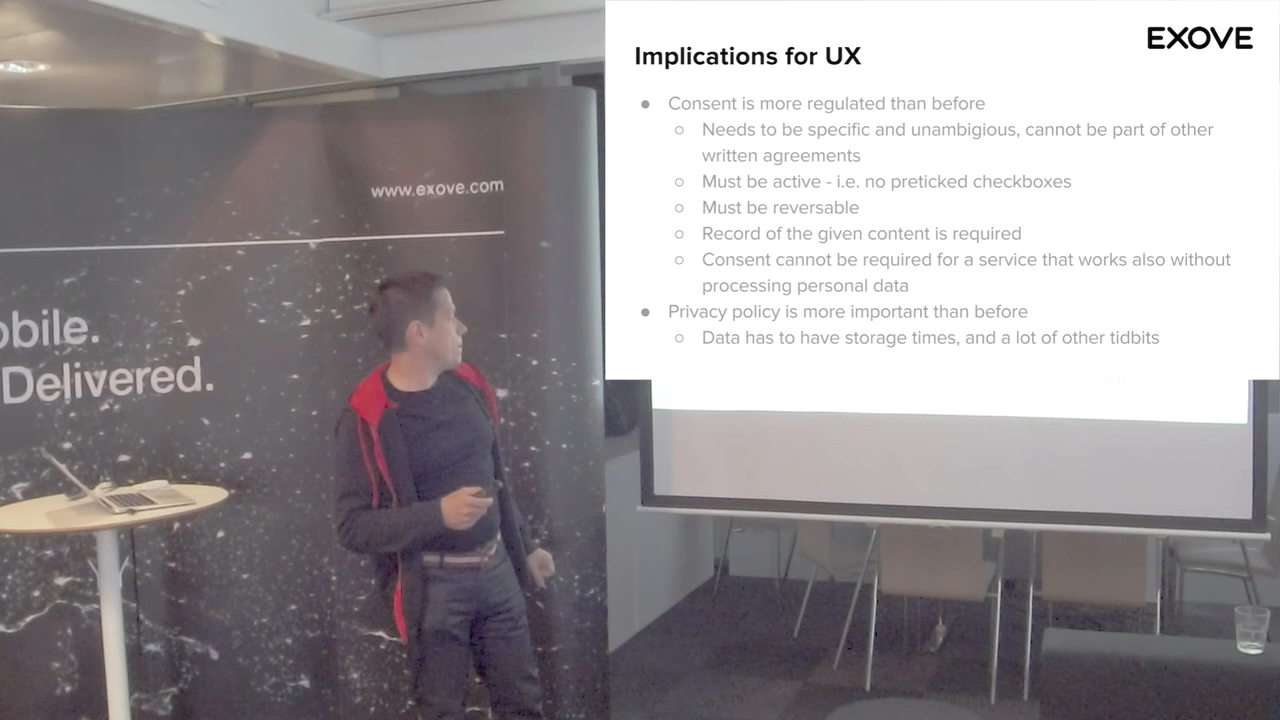 www.exove.com
obile.
Delivered.
EXOVE
Implications for UX
● Consent is more regulated than before
○ Needs to be specific and unambigious, cannot be part of other
written agreements
○ Must be active - i.e. no preticked checkboxes
○ Must be reversable
○ Record of the given content is required
○ Consent cannot be required for a service that works also without
processing personal data
● Privacy policy is more important than before
○ Data has to have storage times, and a lot of other tidbits